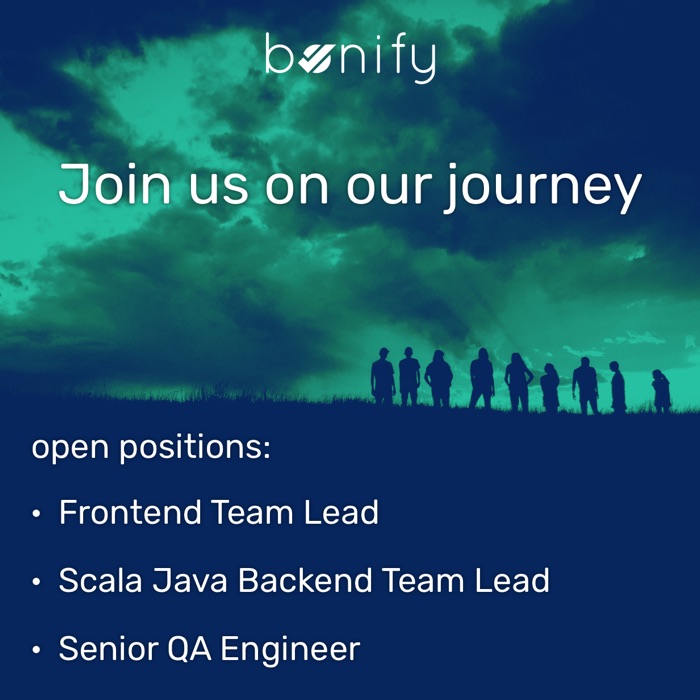 bonify
Join us on our journey
open positions:
• Frontend Team Lead
• Scala Java Backend Team Lead
• Senior QA Engineer